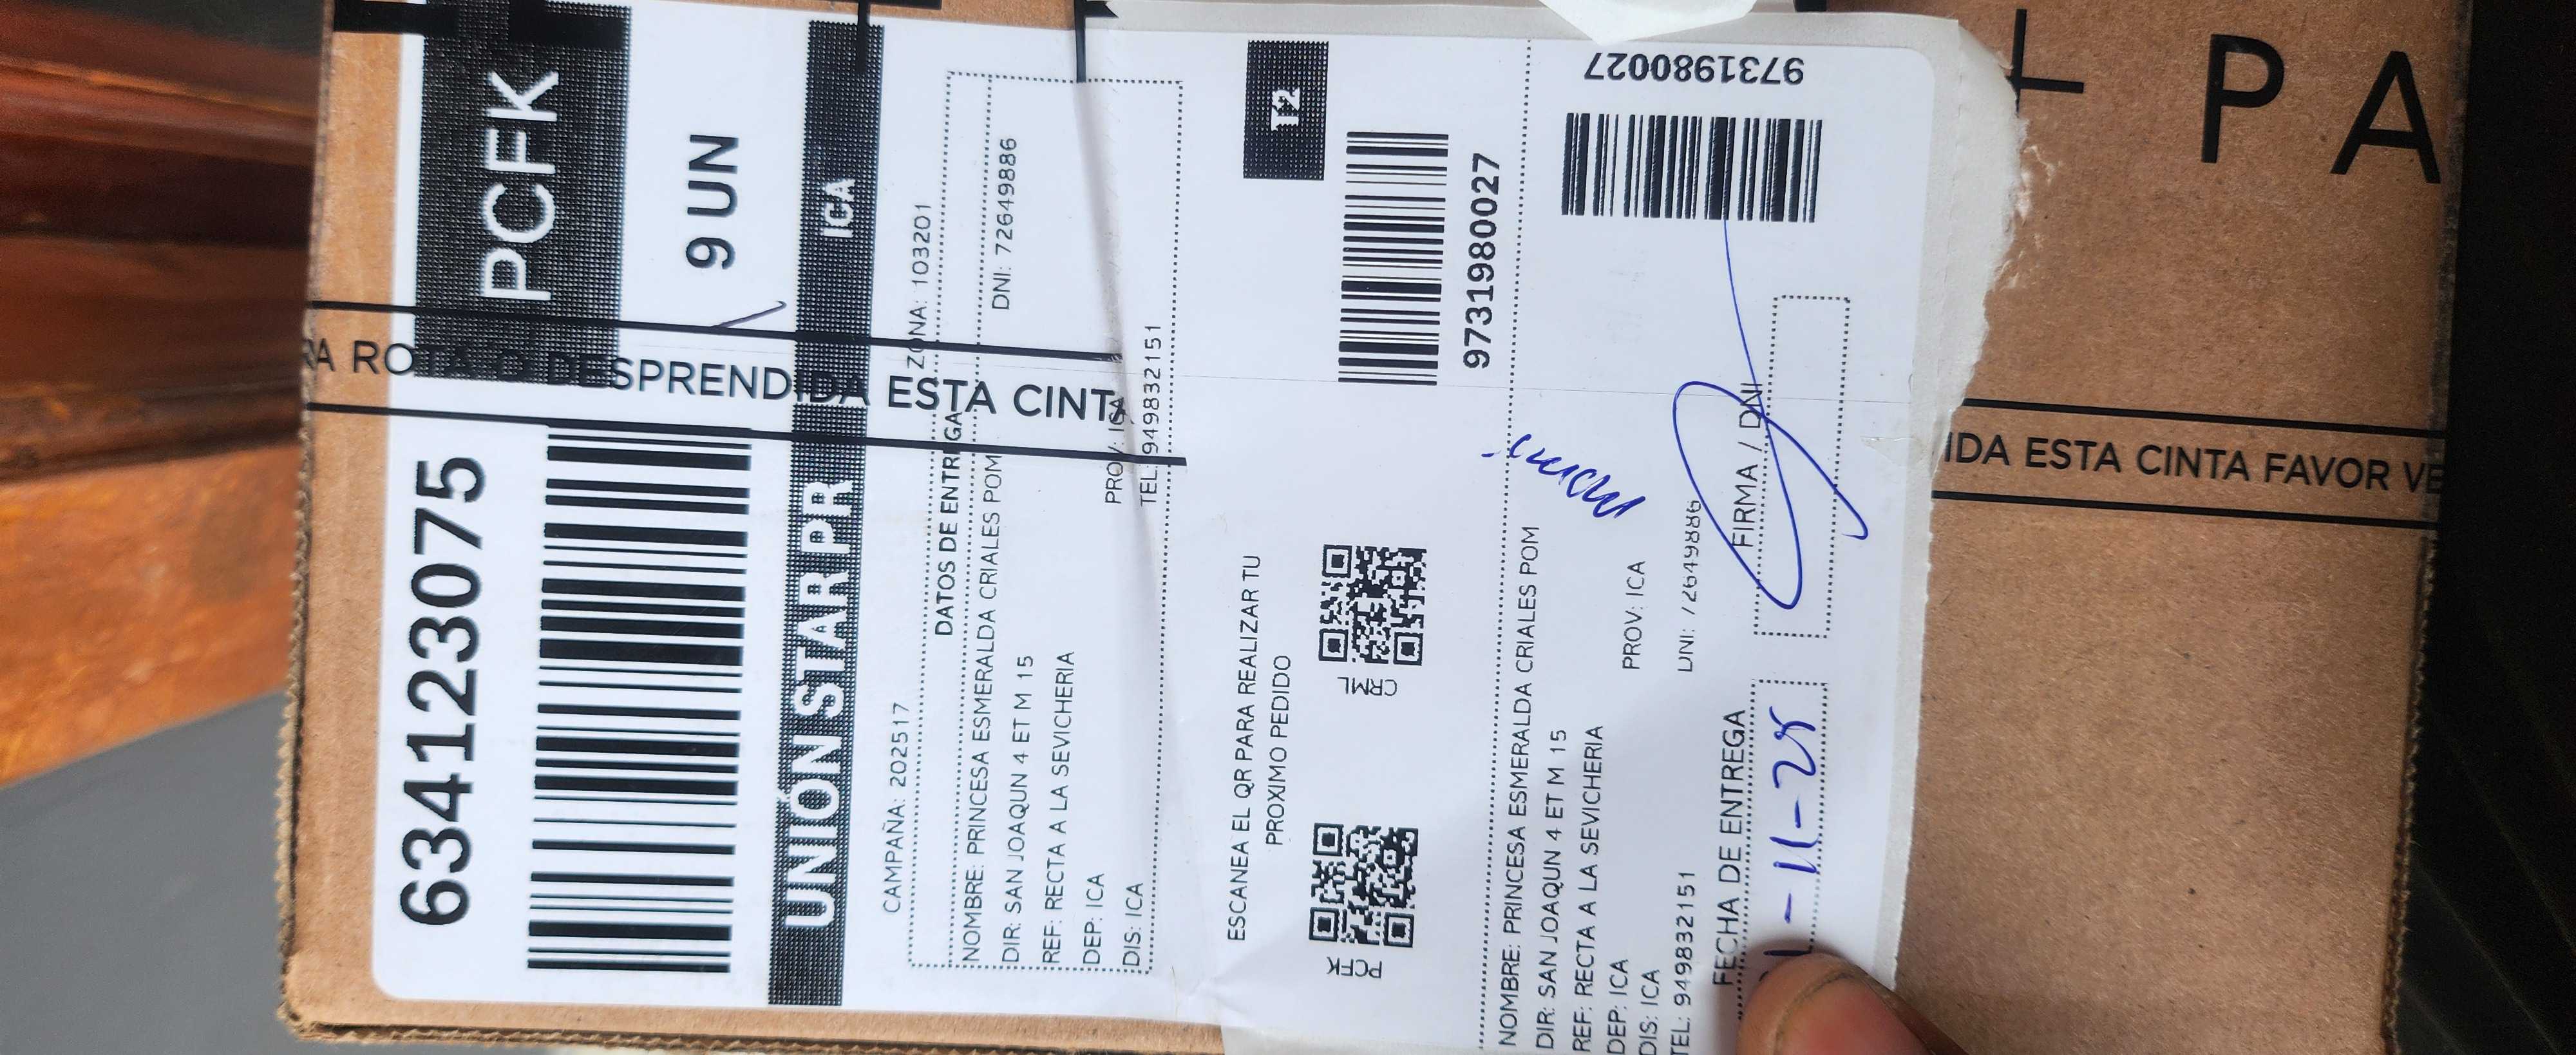 PCFK
634123075
9 UN
UNIÓN STAR PR ICA
CAMPAÑA: 202517 ZONA: 103201
DATOS DE ENTREGA
NOMBRE: PRINCESA ESMERALDA CRIALES POM
DIR: SAN JOAQUN 4 ET M 15 DNI: 72649886
REF: RECTA A LA SEVICHERIA
DEP: ICA PROV: ICA
DIS: ICA TEL: 949832151
RA ROTA O DESPRENDIDA ESTA CINTA
ESCANEA EL QR PARA REALIZAR TU
PROXIMO PEDIDO
T2
PCFK
CRML
9731980027
NOMBRE: PRINCESA ESMERALDA CRIALES POM
DIR: SAN JOAQUN 4 ET M 15
REF: RECTA A LA SEVICHERIA
DEP: ICA PROV: ICA
DIS: ICA
TEL: 949832151 DNI: 72649886
FECHA DE ENTREGA FIRMA / DNI
- 11 - 25
9731980027
IDA ESTA CINTA FAVOR VE
L P A